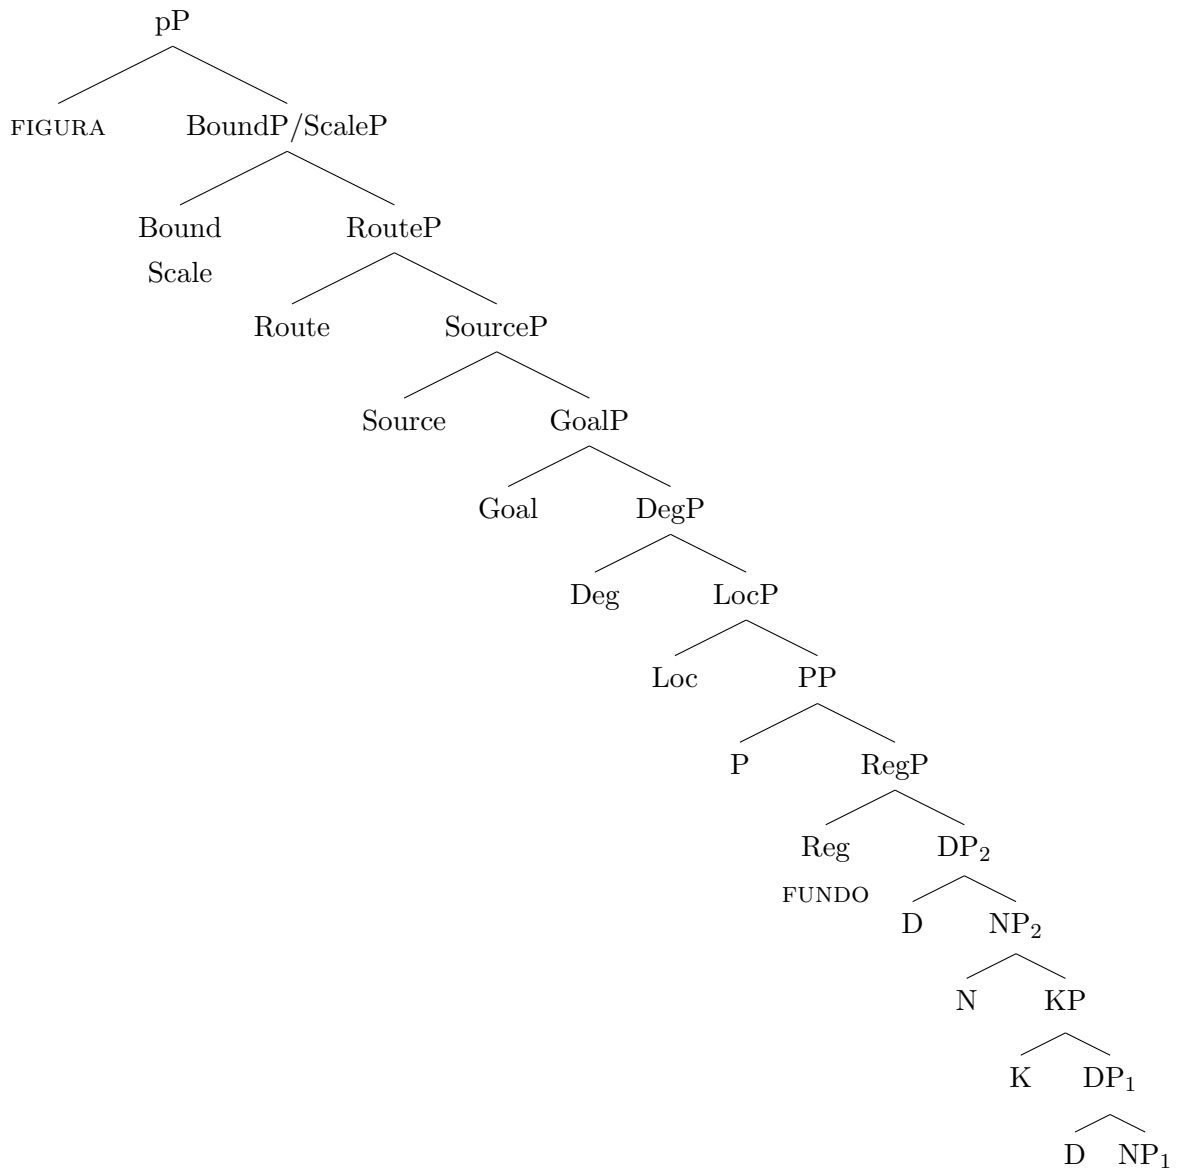 pP
FIGURA BoundP/ScaleP
Bound RouteP
Scale
Route SourceP
Source GoalP
Goal DegP
Deg LocP
Loc PP
P RegP
Reg DP₂
FUNDO
D NP₂
N KP
K DP₁
D NP₁